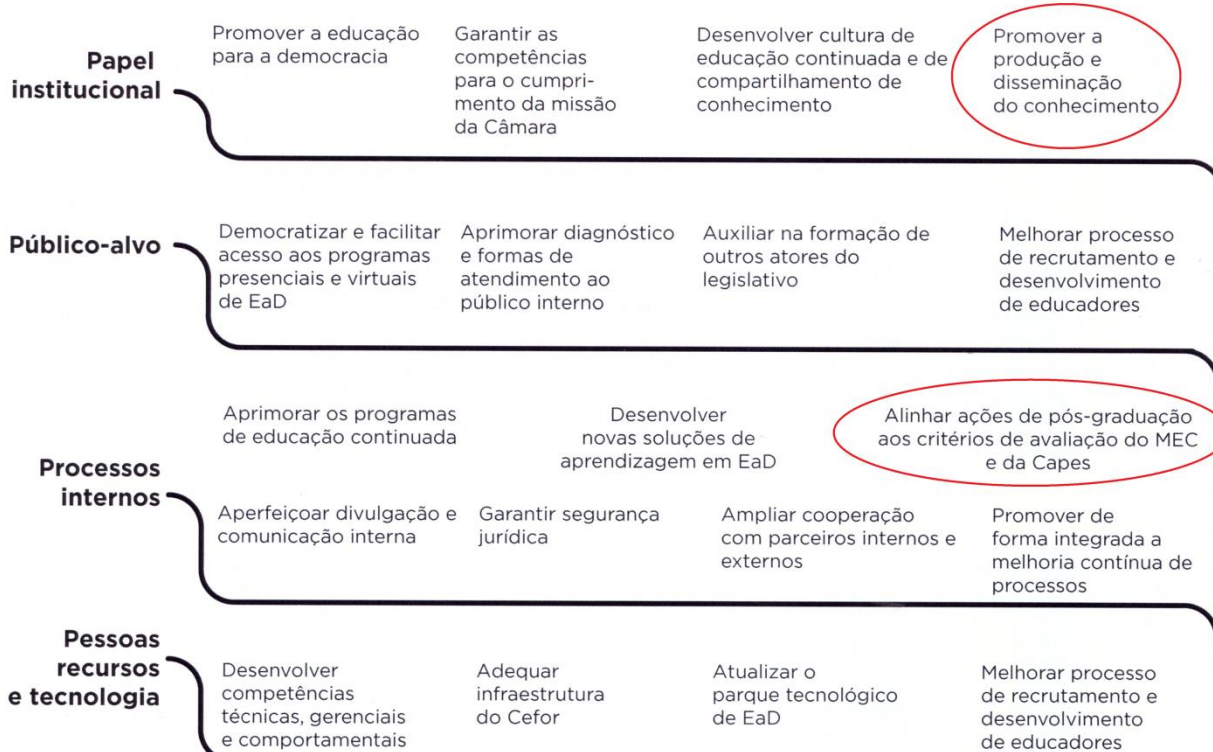 Papel
institucional
Promover a educação
para a democracia
Garantir as
competências
para o cumpri-
mento da missão
da Câmara
Desenvolver cultura de
educação continuada e de
compartilhamento de
conhecimento
Promover a
produção e
disseminação
do conhecimento
Público-alvo
Democratizar e facilitar
acesso aos programas
presenciais e virtuais
de EaD
Aprimorar diagnóstico
e formas de
atendimento ao
público interno
Auxiliar na formação de
outros atores do
legislativo
Melhorar processo
de recrutamento e
desenvolvimento
de educadores
Processos
internos
Aprimorar os programas
de educação continuada
Desenvolver
novas soluções de
aprendizagem em EaD
Alinhar ações de pós-graduação
aos critérios de avaliação do MEC
e da Capes
Aperfeiçoar divulgação e
comunicação interna
Garantir segurança
jurídica
Ampliar cooperação
com parceiros internos e
externos
Promover de
forma integrada a
melhoria contínua de
processos
Pessoas
recursos
e tecnologia
Desenvolver
competências
técnicas, gerenciais
e comportamentais
Adequar
infraestrutura
do Cefor
Atualizar o
parque tecnológico
de EaD
Melhorar processo
de recrutamento e
desenvolvimento
de educadores